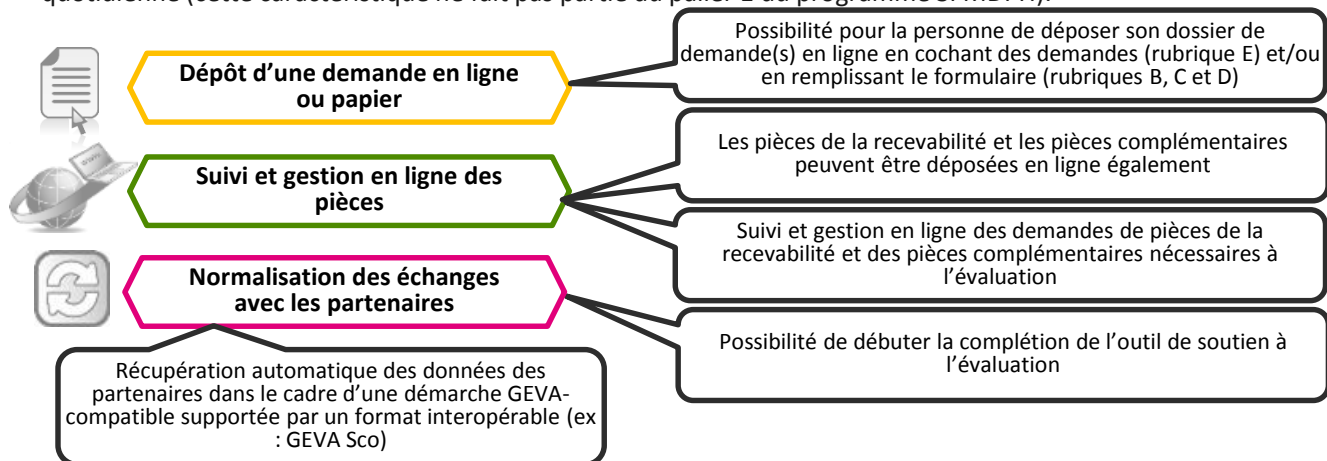 Dépôt d'une demande en ligne
ou papier
Possibilité pour la personne de déposer son dossier de
demande(s) en ligne en cochant des demandes (rubrique E) et/ou
en remplissant le formulaire (rubriques B, C et D)
Suivi et gestion en ligne des
pièces
Les pièces de la recevabilité et les pièces complémentaires
peuvent être déposées en ligne également
Suivi et gestion en ligne des demandes de pièces de la
recevabilité et des pièces complémentaires nécessaires à
l'évaluation
Normalisation des échanges
avec les partenaires
Possibilité de débuter la complétion de l'outil de soutien à
l'évaluation
Récupération automatique des données des
partenaires dans le cadre d'une démarche GEVA-
compatible supportée par un format interopérable (ex
: GEVA Sco)